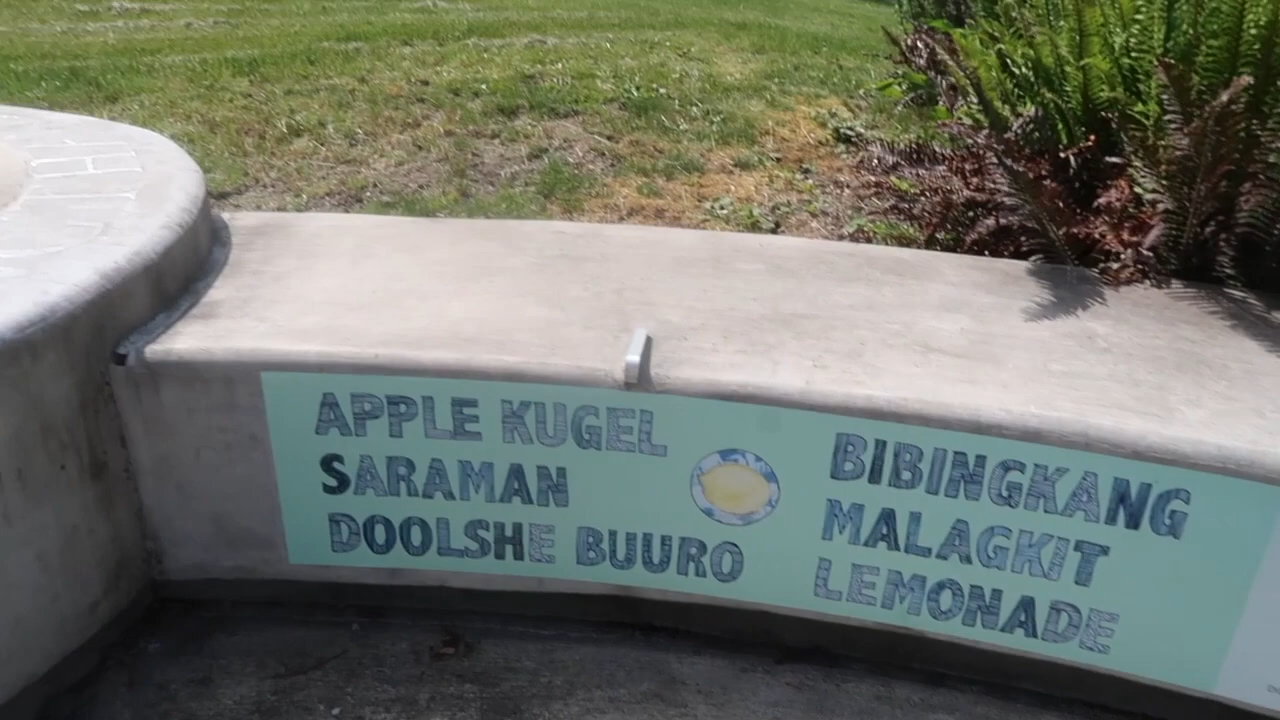 APPLE KUGEL
SARAMAN
DOOLSHE BUURO
BIBINGKANG
MALAGKIT
LEMONADE